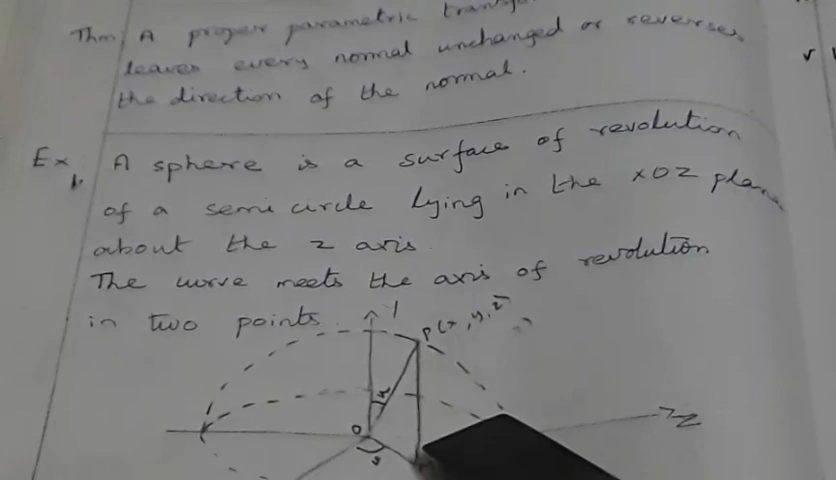 Thm: A proper parametric
leaves every normal unchanged or reverses
the direction of the normal.
Ex 1. A sphere is a surface of revolution
of a semi circle lying in the xoz
about the z axis.
The curve meets the axis of revolution
in two points.
P(x, y, z)
O
Z